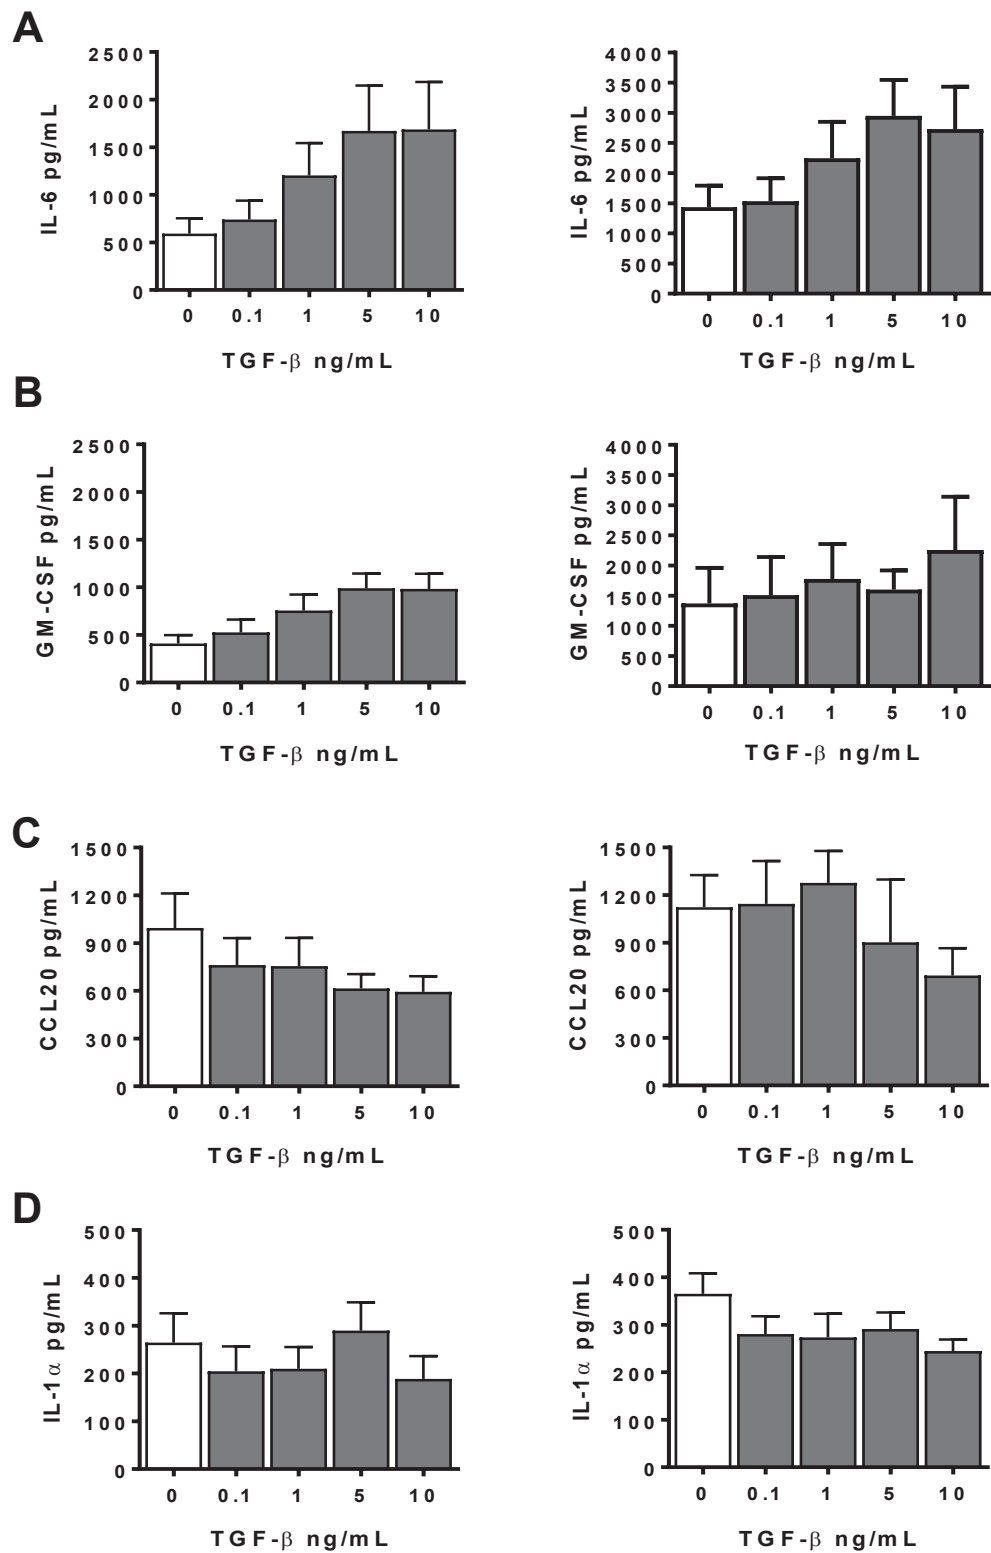 A
IL-6 pg/mL
2500
2000
1500
1000
500
0
0 0.1 1 5 10
TGF-β ng/mL
IL-6 pg/mL
4000
3500
3000
2500
2000
1500
1000
500
0
0 0.1 1 5 10
TGF-β ng/mL
B
GM-CSF pg/mL
2500
2000
1500
1000
500
0
0 0.1 1 5 10
TGF-β ng/mL
GM-CSF pg/mL
4000
3500
3000
2500
2000
1500
1000
500
0
0 0.1 1 5 10
TGF-β ng/mL
C
CCL20 pg/mL
1500
1200
900
600
300
0
0 0.1 1 5 10
TGF-β ng/mL
CCL20 pg/mL
1500
1200
900
600
300
0
0 0.1 1 5 10
TGF-β ng/mL
D
IL-1α pg/mL
500
400
300
200
100
0
0 0.1 1 5 10
TGF-β ng/mL
IL-1α pg/mL
500
400
300
200
100
0
0 0.1 1 5 10
TGF-β ng/mL